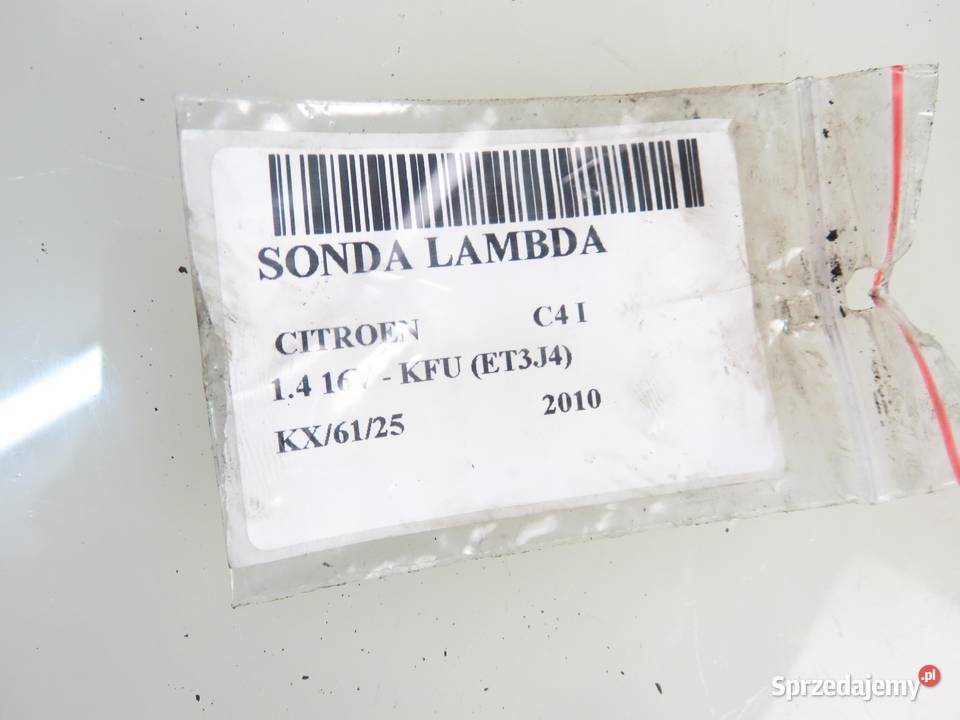 SONDA LAMBDA
CITROEN C4 I
1.4 16V - KFU (ET3J4)
KX/61/25 2010
Sprzedajemy.pl